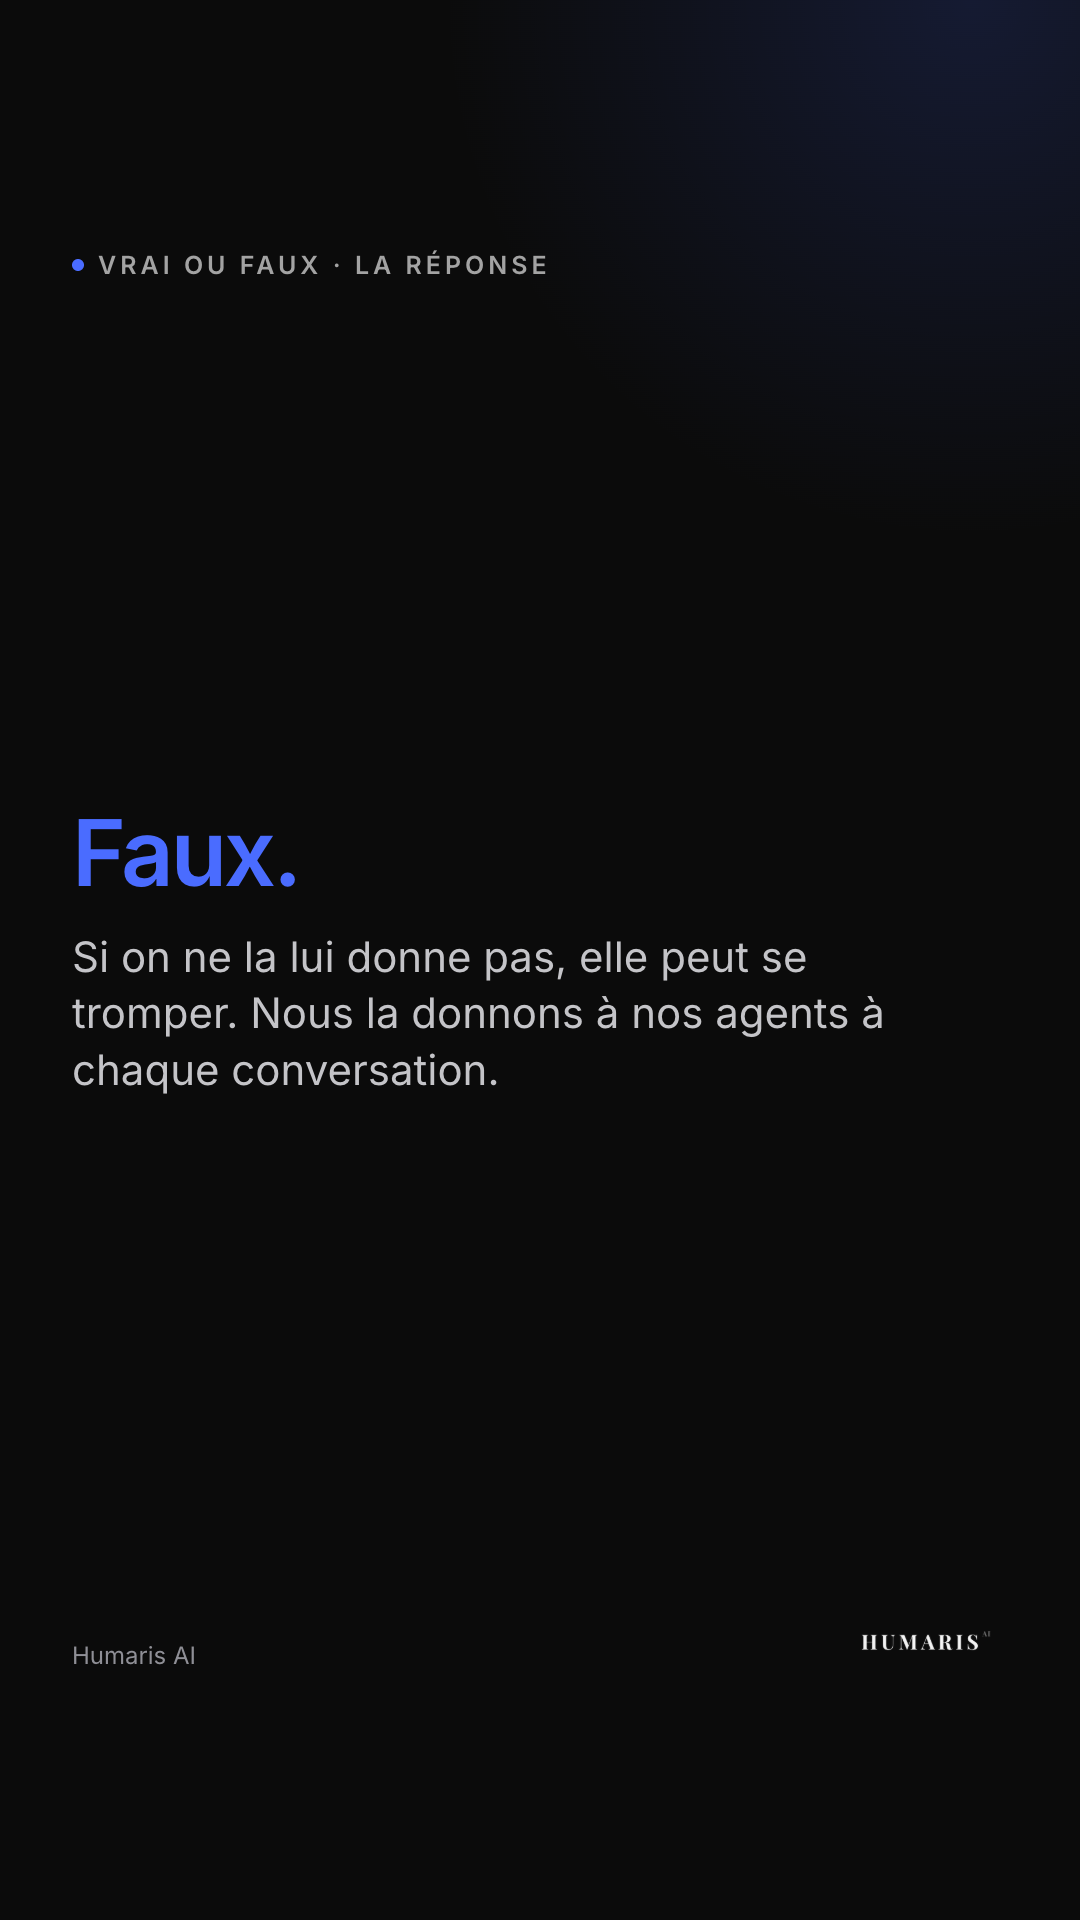 VRAI OU FAUX · LA RÉPONSE
Faux.
Si on ne la lui donne pas, elle peut se
tromper. Nous la donnons à nos agents à
chaque conversation.
Humaris AI
HUMARIS AI